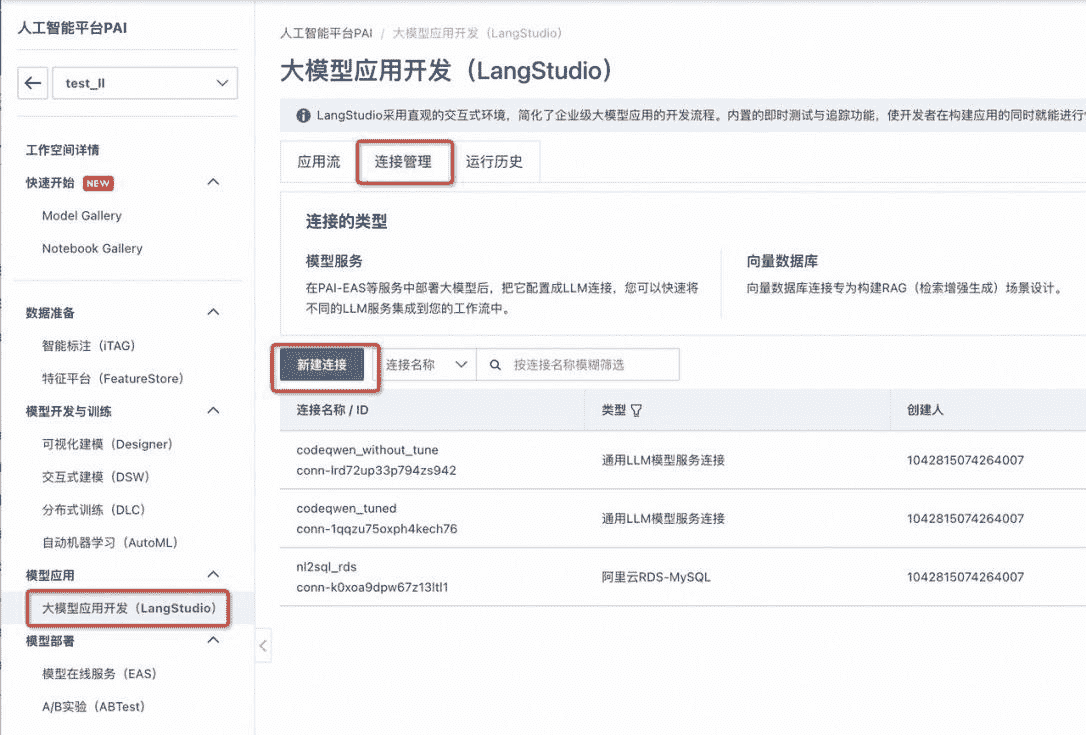 人工智能平台PAI
test_ll
工作空间详情
快速开始 NEW
Model Gallery
Notebook Gallery
数据准备
智能标注（iTAG）
特征平台（FeatureStore）
模型开发与训练
可视化建模（Designer）
交互式建模（DSW）
分布式训练（DLC）
自动机器学习（AutoML）
模型应用
大模型应用开发（LangStudio）
模型部署
模型在线服务（EAS）
A/B实验（ABTest）
人工智能平台PAI / 大模型应用开发（LangStudio）
大模型应用开发（LangStudio）
LangStudio采用直观的交互式环境，简化了企业级大模型应用的开发流程。内置的即时测试与追踪功能，使开发者在构建应用的同时就能进行
应用流 连接管理 运行历史
连接的类型
模型服务
在PAI-EAS等服务中部署大模型后，把它配置成LLM连接，您可以快速将
不同的LLM服务集成到您的工作流中。
向量数据库
向量数据库连接专为构建RAG（检索增强生成）场景设计。
新建连接 连接名称 按连接名称模糊筛选
连接名称 / ID 类型 创建人
codeqwen_without_tune
conn-lrd72up33p794zs942 通用LLM模型服务连接 1042815074264007
codeqwen_tuned
conn-1qqzu75oxph4kech76 通用LLM模型服务连接 1042815074264007
nl2sql_rds
conn-k0xoa9dpw67z13ltl1 阿里云RDS-MySQL 1042815074264007